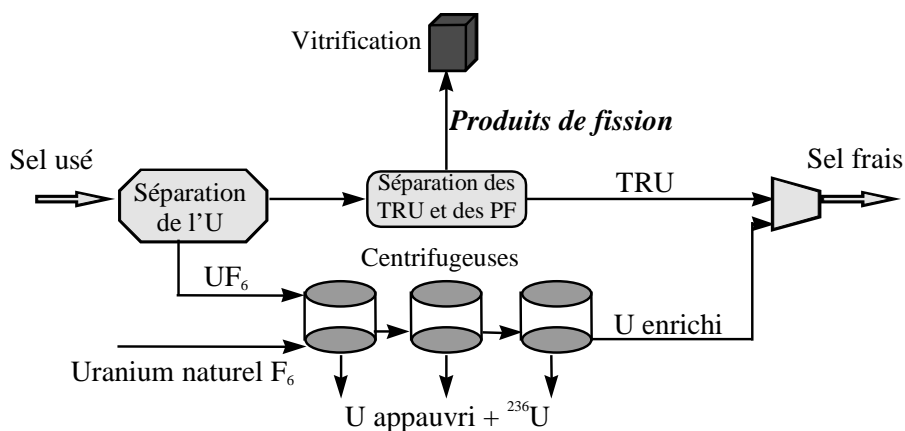 Vitrification
Produits de fission
Sel usé
Séparation
de l’U
Séparation des
TRU et des PF
TRU
Sel frais
Centrifugeuses
UF₆
U enrichi
Uranium naturel F₆
U appauvri + ²³⁶U